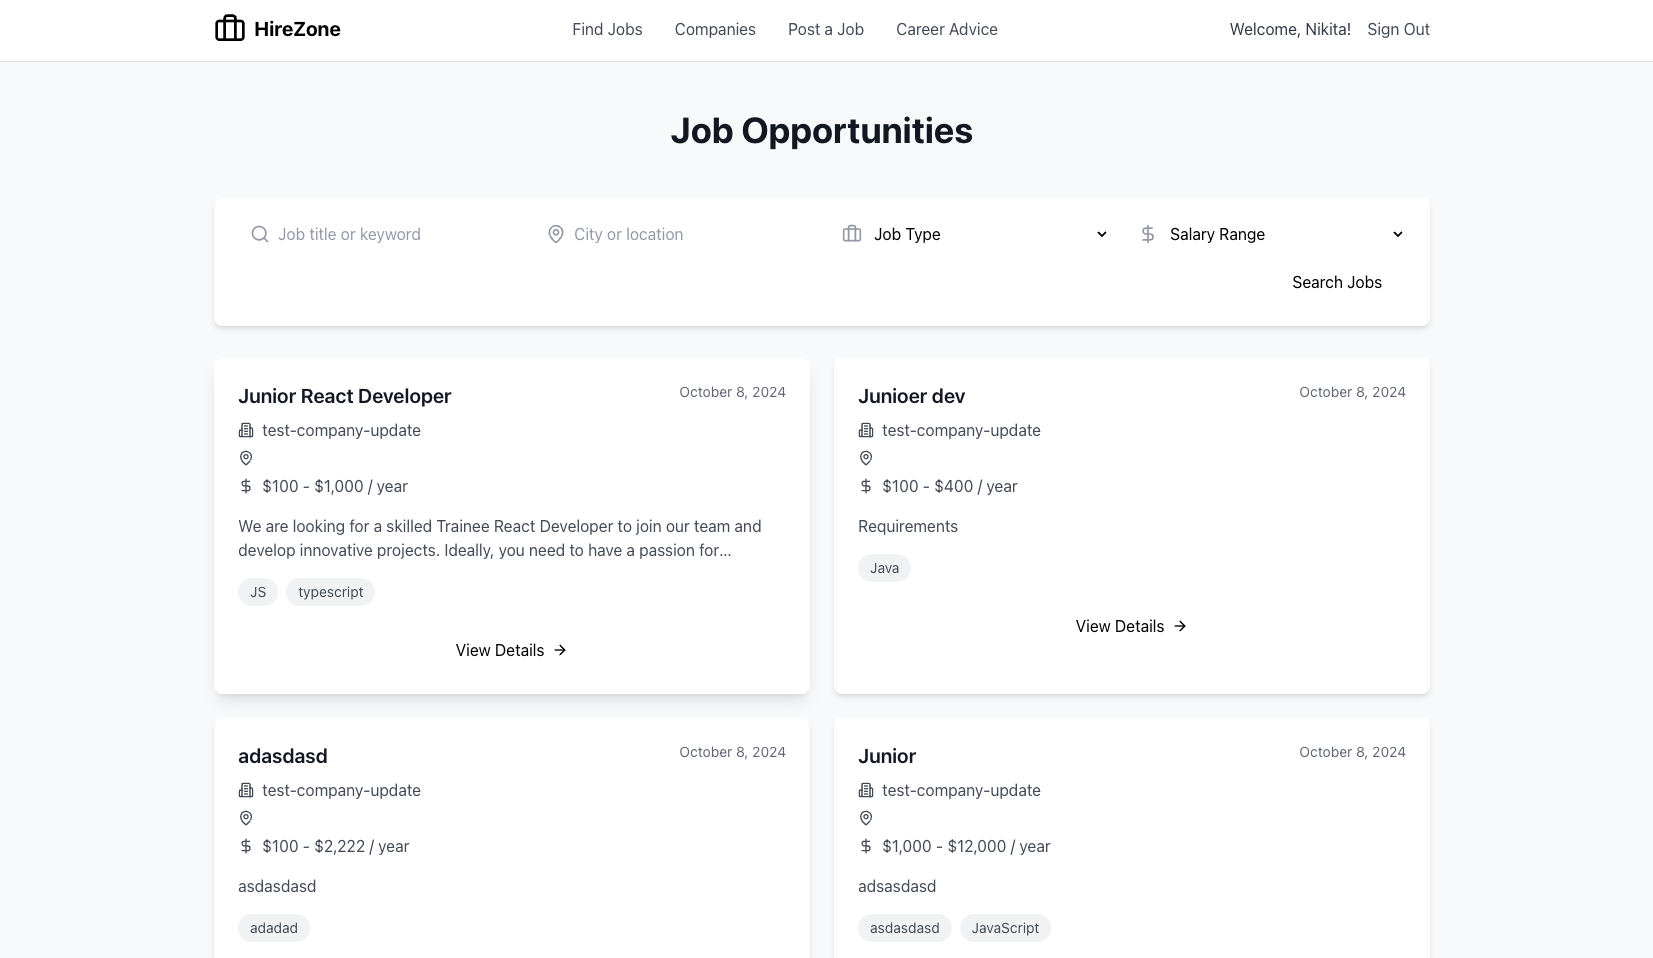 HireZone
Find Jobs Companies Post a Job Career Advice
Welcome, Nikita! Sign Out
Job Opportunities
Job title or keyword
City or location
Job Type
Salary Range
Search Jobs
Junior React Developer
October 8, 2024
test-company-update
$100 - $1,000 / year
We are looking for a skilled Trainee React Developer to join our team and
develop innovative projects. Ideally, you need to have a passion for...
JS typescript
View Details
Junioer dev
October 8, 2024
test-company-update
$100 - $400 / year
Requirements
Java
View Details
adasdasd
October 8, 2024
test-company-update
$100 - $2,222 / year
asdasdasd
adadad
Junior
October 8, 2024
test-company-update
$1,000 - $12,000 / year
adsasdasd
asdasdasd JavaScript